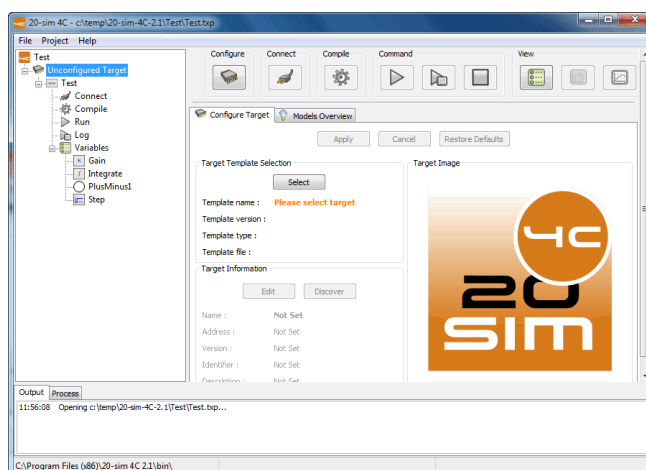 20-sim 4C - c:\temp\20-sim-4C-2.1\Test\Test.txp
File Project Help
Test
Unconfigured Target
Test
Connect
Compile
Run
Log
Variables
Gain
Integrate
PlusMinus1
Step
Configure Connect Compile Command View
Configure Target Models Overview
Apply Cancel Restore Defaults
Target Template Selection
Select
Template name : Please select target
Template version :
Template type :
Template file :
Target Information
Edit Discover
Name : Not Set
Address : Not Set
Version : Not Set
Identifier : Not Set
Description : Not Set
Target Image
4C
20
SIM
Output Process
11:56:08 Opening c:\temp\20-sim-4C-2.1\Test\Test.txp...
C:\Program Files (x86)\20-sim 4C 2.1\bin\